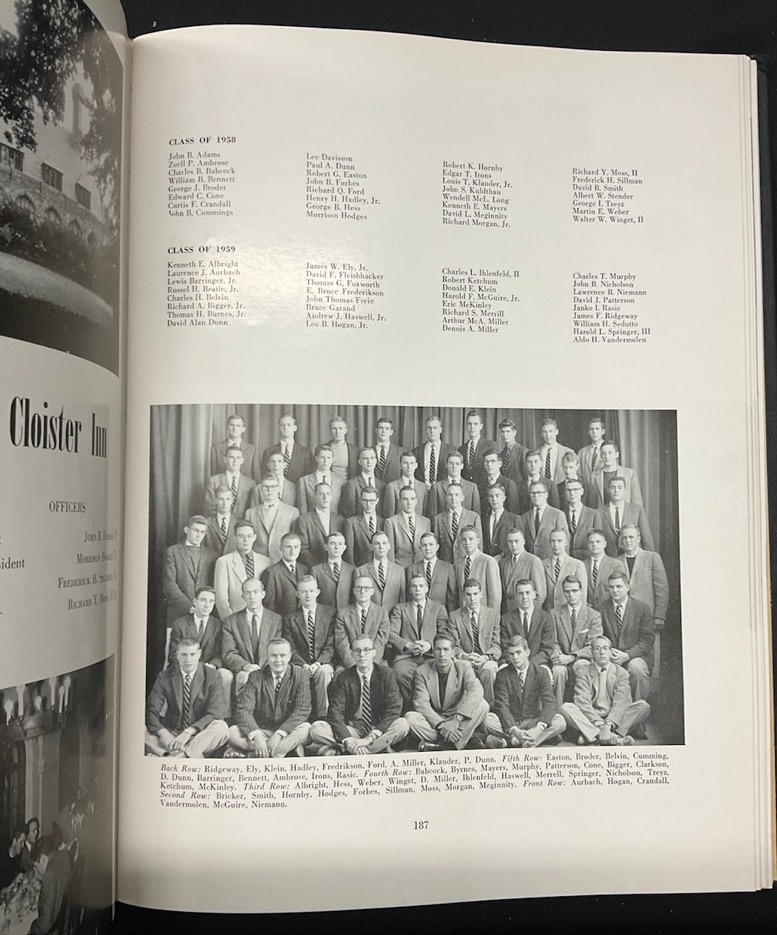 Cloister Inn
OFFICERS
JOHN B.
sident
MORRISON
FREDERICK H.
RICHARD Y.
CLASS OF 1958
John B. Adams
Zoell P. Ambrose
Charles B. Babcock
William B. Bennett
George J. Broder
Edward C. Cone
Curtis F. Crandall
John B. Cummings
Lee Davisson
Paul A. Dunn
Robert G. Easton
John B. Forbes
Richard Q. Ford
Henry H. Hadley, Jr.
George B. Hess
Morrison Hodges
Robert K. Hornby
Edgar T. Irons
Louis T. Klauder, Jr.
John S. Kuhlthau
Wendell McL. Long
Kenneth E. Mayers
David L. Meginnity
Richard Morgan, Jr.
Richard Y. Moss, II
Frederick H. Sillman
David B. Smith
Albert W. Stender
George I. Treyz
Martin E. Weber
Walter W. Winget, II
CLASS OF 1959
Kenneth E. Albright
Laurence J. Aurbach
Lewis Barringer, Jr.
Russel H. Beatie, Jr.
Charles H. Belvin
Richard A. Bigger, Jr.
Thomas H. Burnes, Jr.
David Alan Dunn
James W. Ely, Jr.
David F. Fleishhacker
Thomas G. Foxworth
E. Bruce Frederikson
John Thomas Freie
Bruce Garand
Andrew J. Haswell, Jr.
Leo B. Hogan, Jr.
Charles L. Ihlenfeld, II
Robert Ketchum
Donald E. Klein
Harold F. McGuire, Jr.
Eric McKinley
Richard S. Merrill
Arthur McA. Miller
Dennis A. Miller
Charles T. Murphy
John B. Nicholson
Lawrence B. Niemann
David J. Patterson
Janko I. Rasic
James F. Ridgeway
William H. Sedutto
Harold L. Springer, III
Aldo H. Vandermolen
Back Row: Ridgeway, Ely, Klein, Hadley, Fredrikson, Ford, A. Miller, Klauder, P. Dunn. Fifth Row: Easton, Broder, Belvin, Cumming,
D. Dunn, Barringer, Bennett, Ambrose, Irons, Rasic. Fourth Row: Babcock, Byrnes, Mayers, Murphy, Patterson, Cone, Bigger, Clarkson,
Ketchum, McKinley. Third Row: Albright, Hess, Weber, Winget, D. Miller, Ihlenfeld, Haswell, Merrell, Springer, Nicholson, Treyz.
Second Row: Bricker, Smith, Hornby, Hodges, Forbes, Sillman, Moss, Morgan, Meginnity. Front Row: Aurbach, Hogan, Crandall,
Vandermolen, McGuire, Niemann.
187